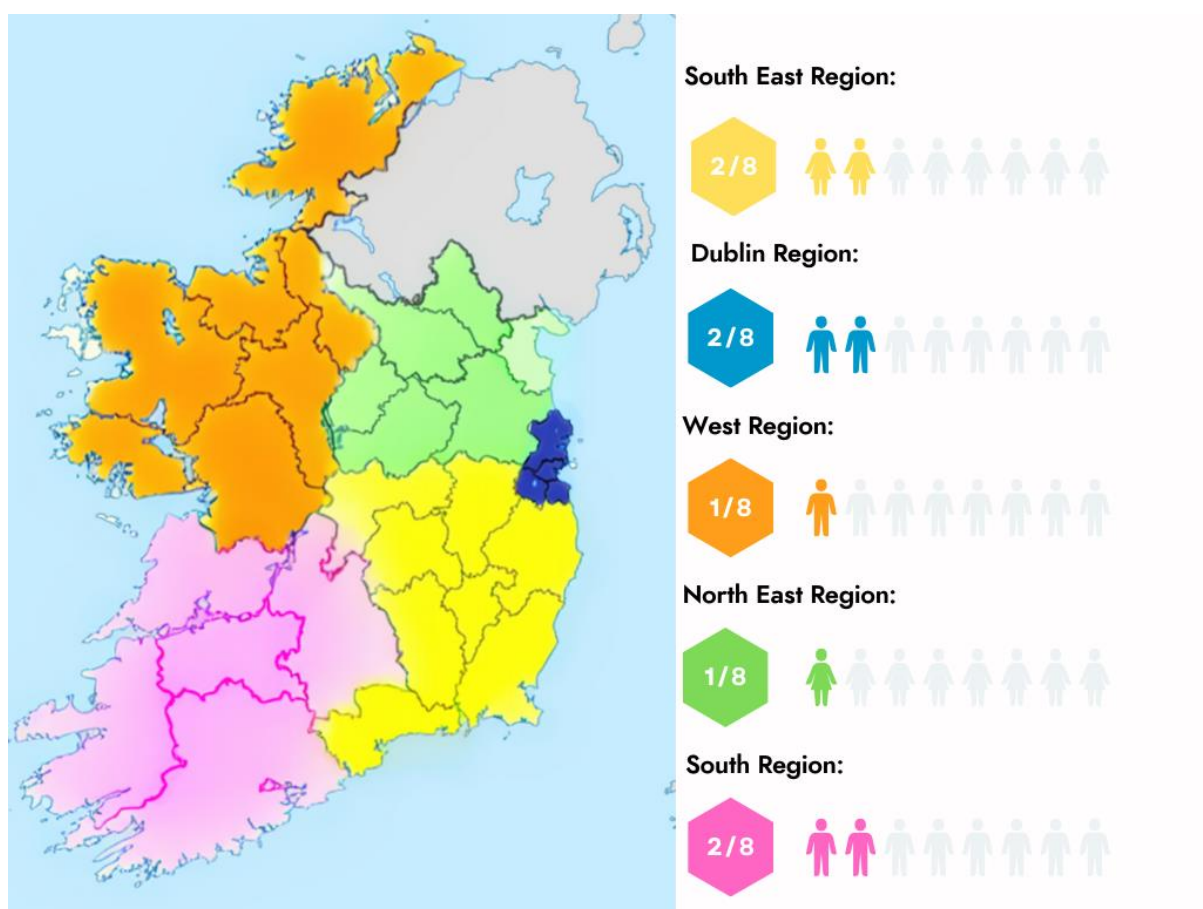 South East Region:
2/8
Dublin Region:
2/8
West Region:
1/8
North East Region:
1/8
South Region:
2/8